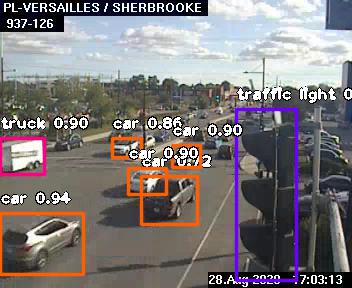 PL-VERSAILLES / SHERBROOKE
937-126
traffic light 0
truck 0.90
car 0.86
car 0.90
car 0.90
car 0.94
28.Aug.2020 17:03:13